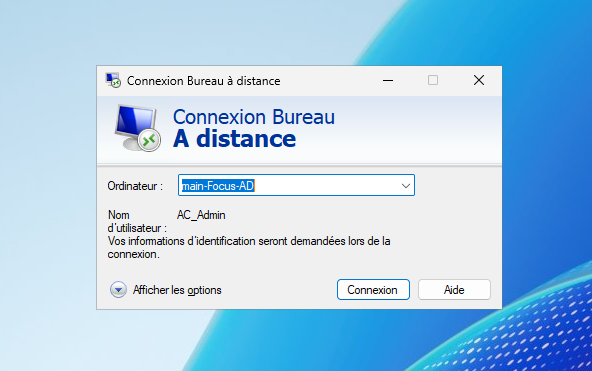 Connexion Bureau à distance
Connexion Bureau
A distance
Ordinateur :
main-Focus-AD
Nom
d'utilisateur :
AC_Admin
Vos informations d'identification seront demandées lors de la
connexion.
Afficher les options
Connexion
Aide